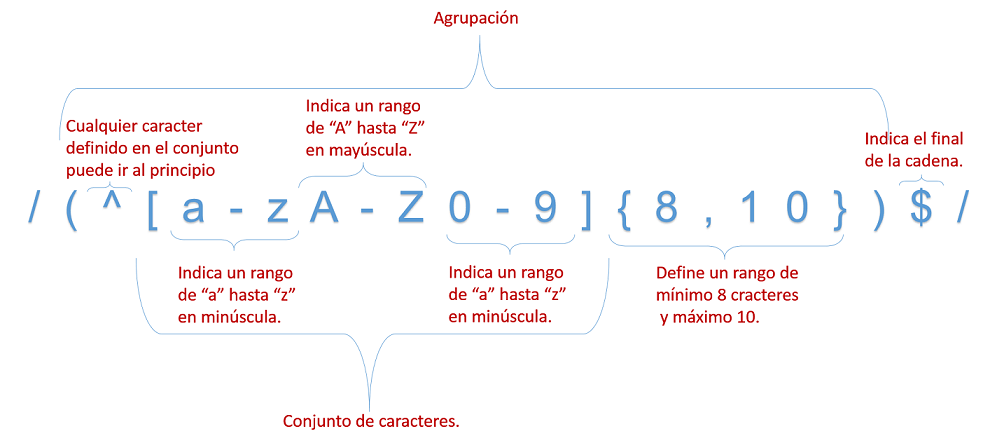 Agrupación
Indica un rango
de “A” hasta “Z”
en mayúscula.
Cualquier caracter
definido en el conjunto
puede ir al principio
Indica el final
de la cadena.
/ ( ^ [ a - z A - Z 0 - 9 ] { 8 , 1 0 } ) $ /
Indica un rango
de “a” hasta “z”
en minúscula.
Indica un rango
de “a” hasta “z”
en minúscula.
Define un rango de
mínimo 8 cracteres
y máximo 10.
Conjunto de caracteres.